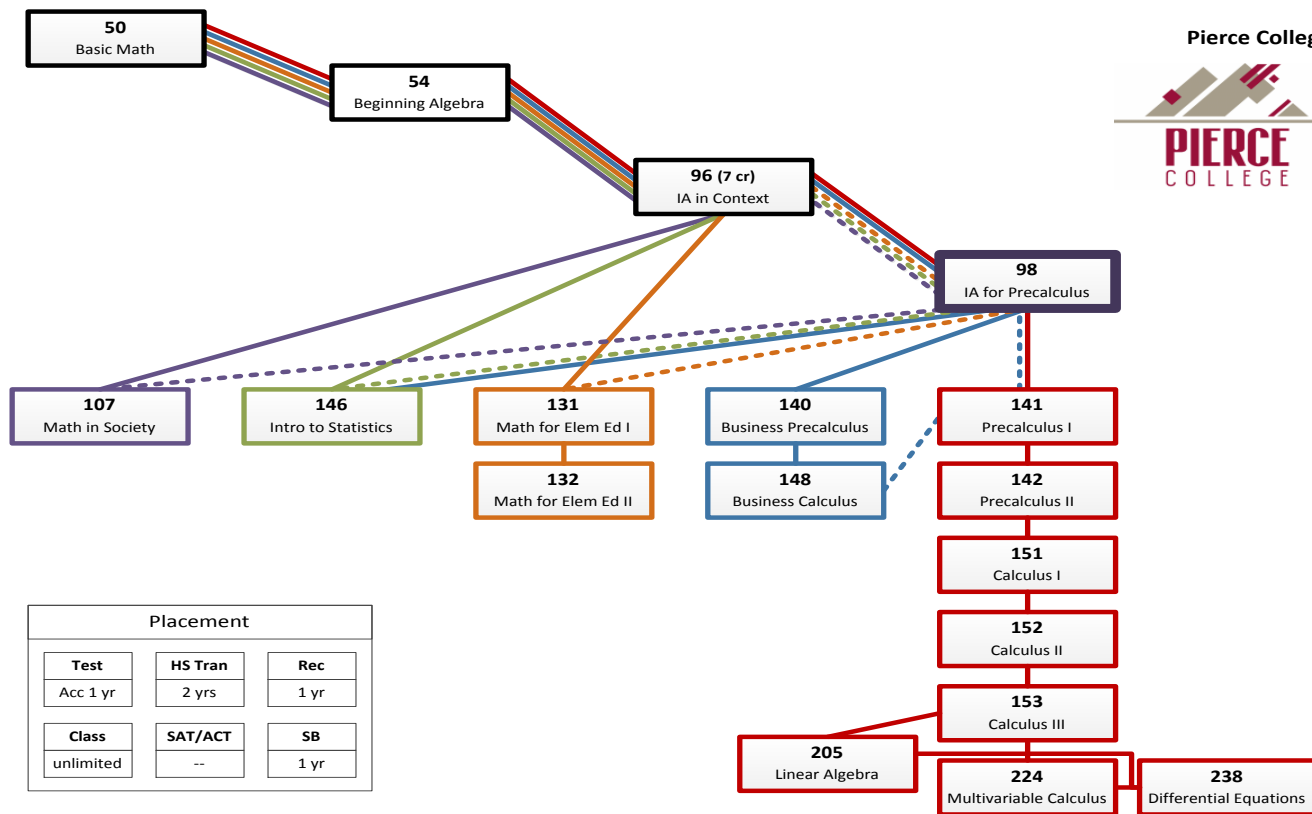 50
Basic Math
Pierce Colleg
54
Beginning Algebra
PIERCE
COLLEGE
96 (7 cr)
IA in Context
98
IA for Precalculus
107
Math in Society
146
Intro to Statistics
131
Math for Elem Ed I
140
Business Precalculus
141
Precalculus I
132
Math for Elem Ed II
148
Business Calculus
142
Precalculus II
151
Calculus I
152
Calculus II
153
Calculus III
205
Linear Algebra
224
Multivariable Calculus
238
Differential Equations
Placement
Test
Acc 1 yr
HS Tran
2 yrs
Rec
1 yr
Class
unlimited
SAT/ACT
--
SB
1 yr